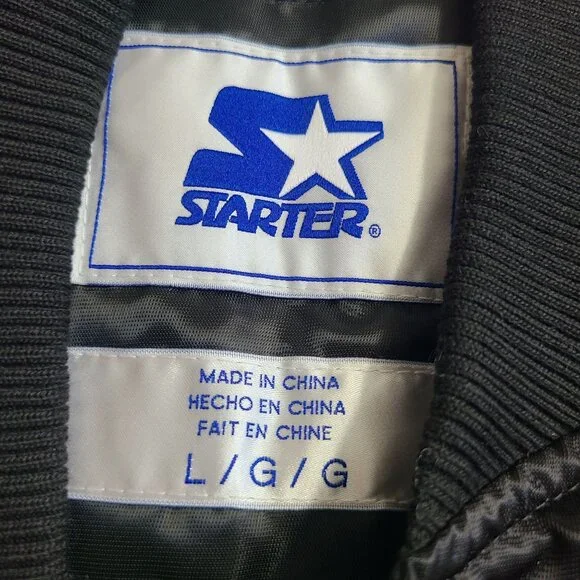 STARTER®
MADE IN CHINA
HECHO EN CHINA
FAIT EN CHINE
L/G/G